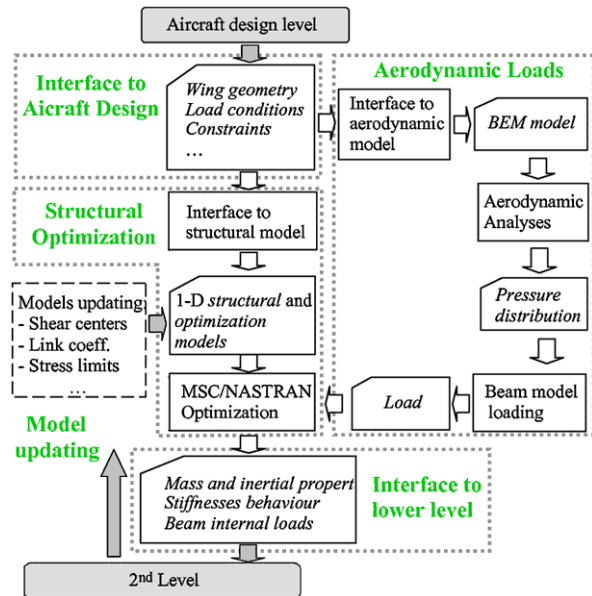 Aircraft design level
Interface to
Aicraft Design
Wing geometry
Load conditions
Constraints
...
Aerodynamic Loads
Interface to
aerodynamic
model
BEM model
Aerodynamic
Analyses
Pressure
distribution
Beam model
loading
Load
Structural
Optimization
Interface to
structural model
1-D structural and
optimization
models
Models updating:
- Shear centers
- Link coeff.
- Stress limits
...
MSC/NASTRAN
Optimization
Model
updating
Mass and inertial propert
Stiffnesses behaviour
Beam internal loads
Interface to
lower level
2nd Level